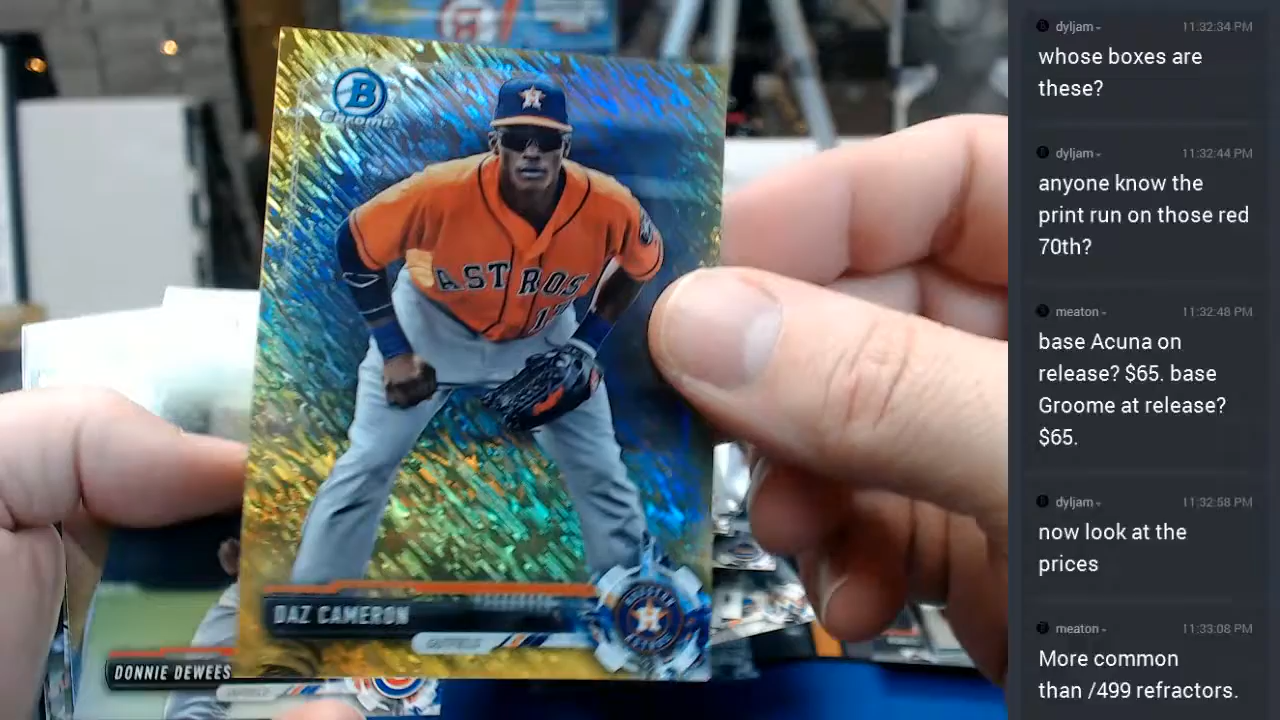 B
Chrome
ASTROS
17
DAZ CAMERON
OUTFIELD
DONNIE DEWEES
dyljam
11:32:34 PM
whose boxes are
these?
dyljam
11:32:44 PM
anyone know the
print run on those red
70th?
meaton
11:32:48 PM
base Acuna on
release? $65. base
Groome at release?
$65.
dyljam
11:32:58 PM
now look at the
prices
meaton
11:33:08 PM
More common
than /499 refractors.